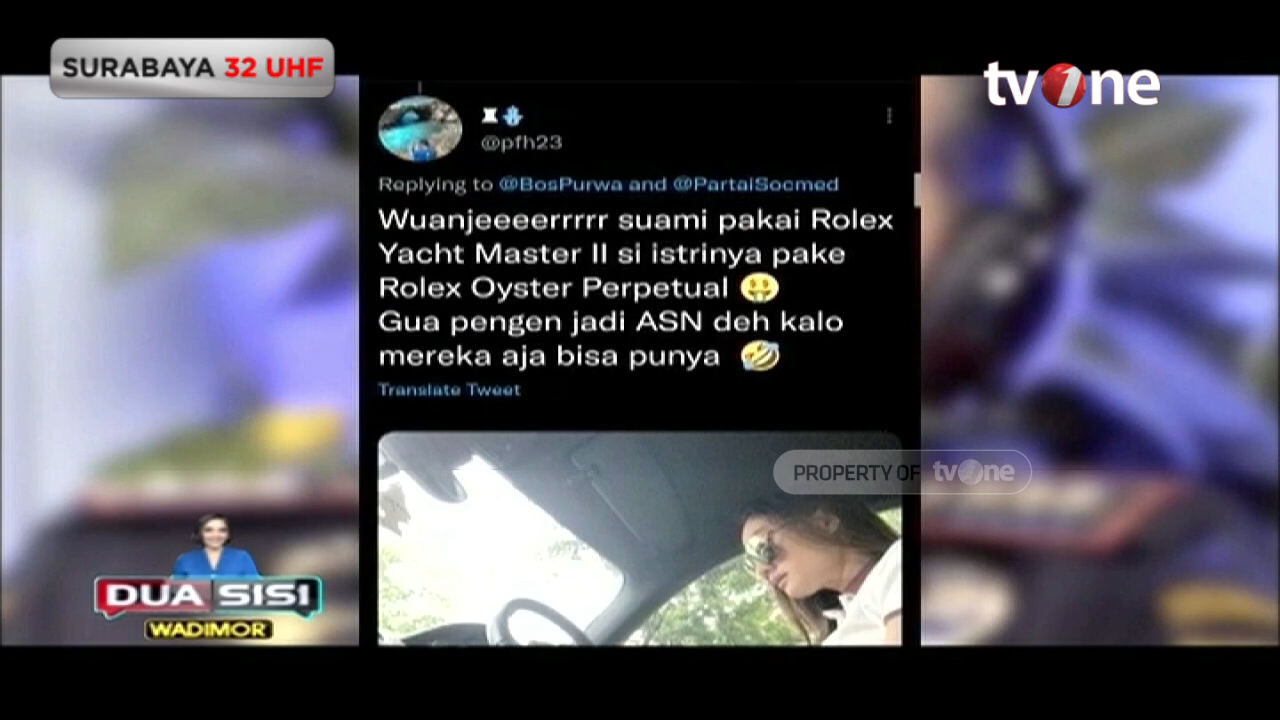 SURABAYA 32 UHF
tvOne
@pfh23
Replying to @BosPurwa and @PartaiSocmed
Wuanjeeeerrrrr suami pakai Rolex
Yacht Master II si istrinya pake
Rolex Oyster Perpetual 🤑
Gua pengen jadi ASN deh kalo
mereka aja bisa punya 🤣
Translate Tweet
PROPERTY OF tvOne
DUA SISI
WADIMOR